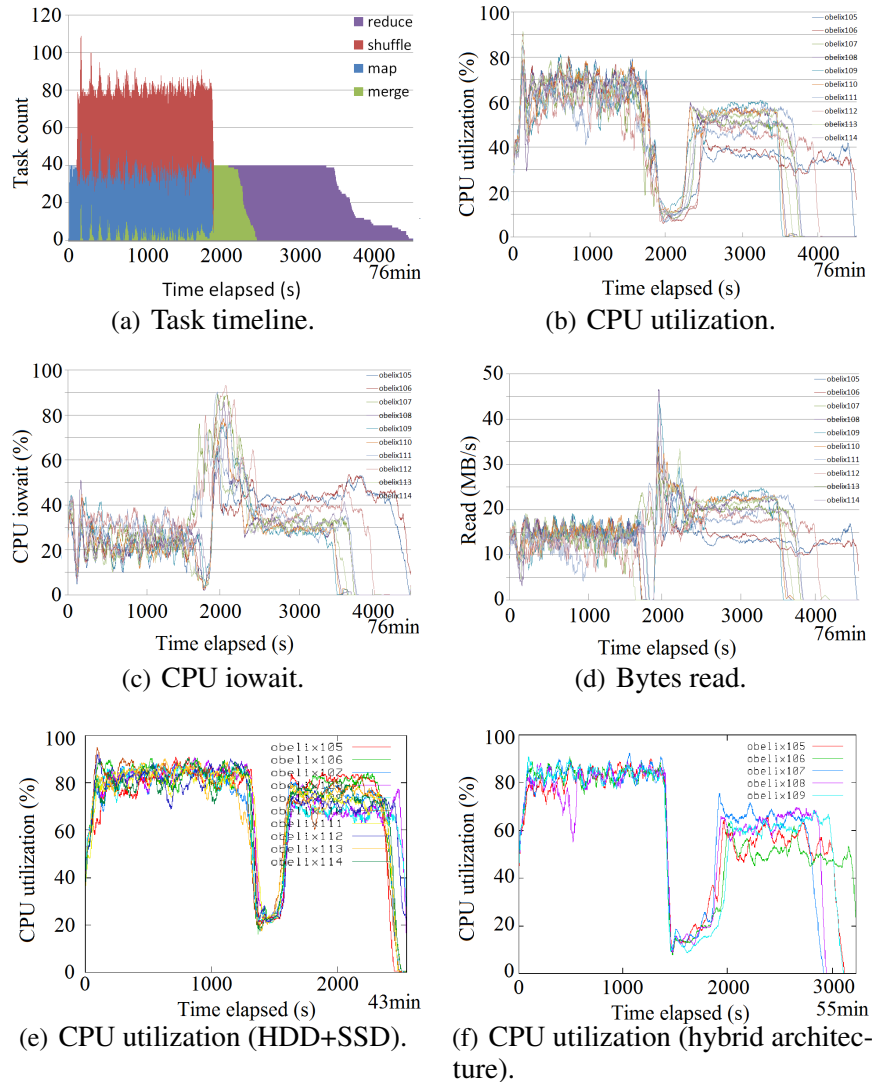 120
100
80
60
40
20
0
Task count
reduce
shuffle
map
merge
0
1000
2000
3000
4000
76min
Time elapsed (s)
(a) Task timeline.
100
80
60
40
20
0
CPU utilization (%)
obelix105
obelix106
obelix107
obelix108
obelix109
obelix110
obelix111
obelix112
obelix113
obelix114
0
1000
2000
3000
4000
76min
Time elapsed (s)
(b) CPU utilization.
100
80
60
40
20
0
CPU iowait (%)
obelix105
obelix106
obelix107
obelix108
obelix109
obelix110
obelix111
obelix112
obelix113
obelix114
0
1000
2000
3000
4000
76min
Time elapsed (s)
(c) CPU iowait.
50
40
30
20
10
0
Read (MB/s)
obelix105
obelix106
obelix107
obelix108
obelix109
obelix110
obelix111
obelix112
obelix113
obelix114
0
1000
2000
3000
4000
76min
Time elapsed (s)
(d) Bytes read.
100
80
60
40
20
0
CPU utilization (%)
obelix105
obelix106
obelix112
obelix113
obelix114
0
1000
2000
43min
Time elapsed (s)
(e) CPU utilization (HDD+SSD).
100
80
60
40
20
0
CPU utilization (%)
obelix105
obelix106
obelix107
obelix108
obelix109
0
1000
2000
3000
55min
Time elapsed (s)
(f) CPU utilization (hybrid architec-
ture).